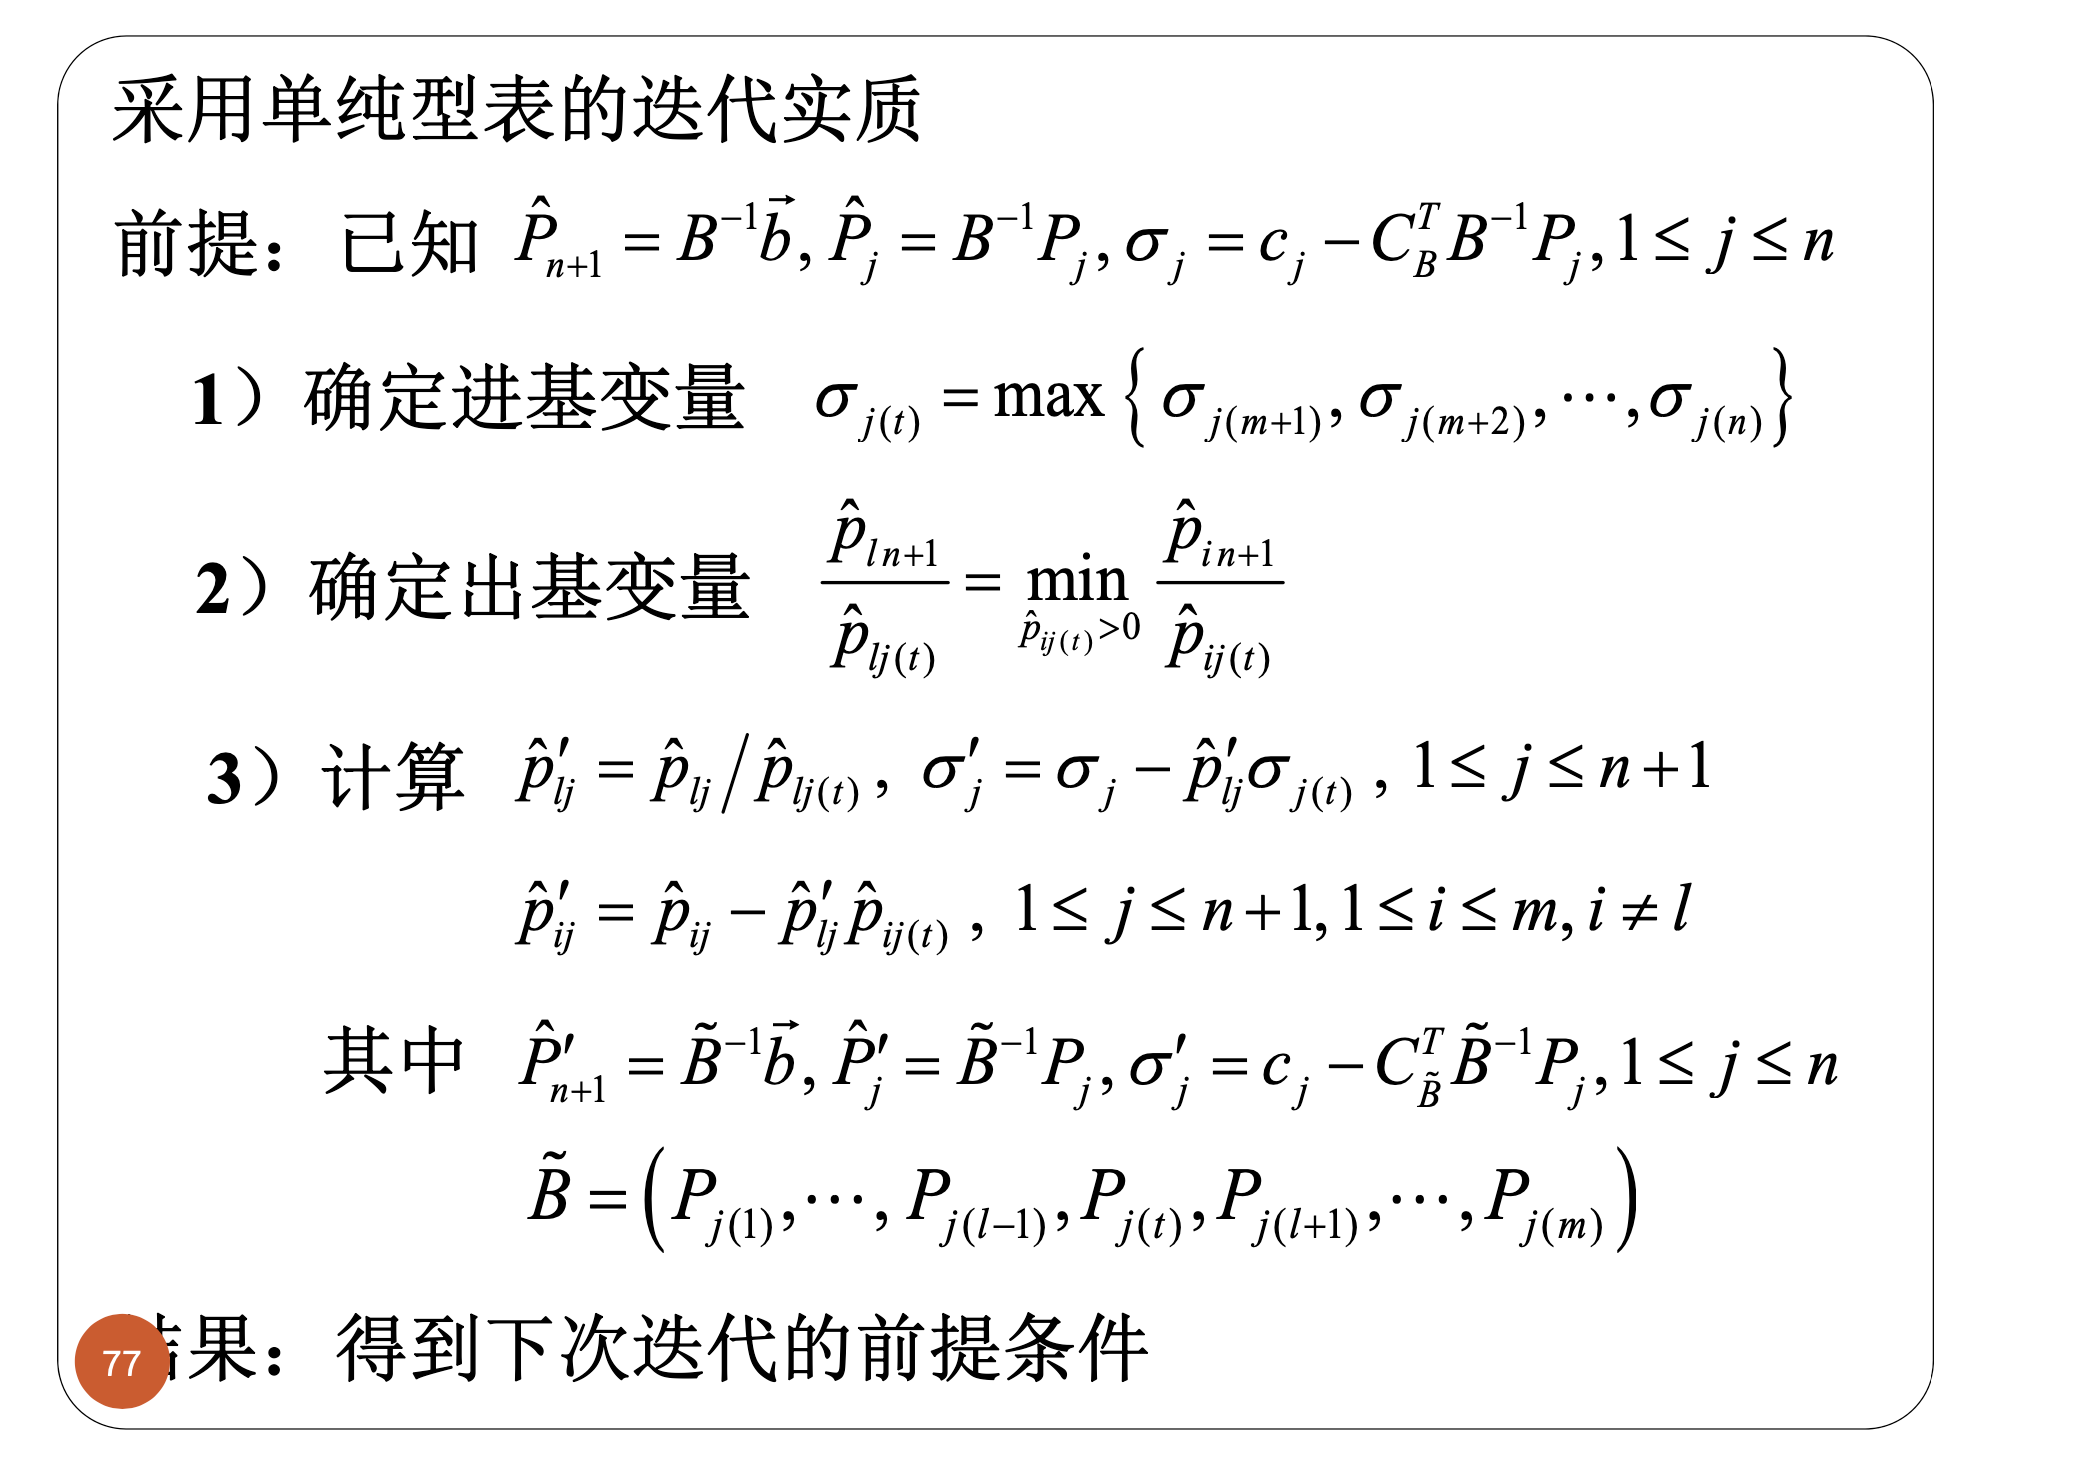 采用单纯型表的迭代实质
前提：已知 $\hat{P}_{n+1} = B^{-1}\vec{b}, \hat{P}_j = B^{-1}P_j, \sigma_j = c_j - C_B^T B^{-1} P_j, 1 \le j \le n$
1）确定进基变量 $\sigma_{j(t)} = \max\left\{\sigma_{j(m+1)}, \sigma_{j(m+2)}, \cdots, \sigma_{j(n)}\right\}$
2）确定出基变量 $\frac{\hat{p}_{l\,n+1}}{\hat{p}_{lj(t)}} = \min_{\hat{p}_{ij(t)}>0} \frac{\hat{p}_{i\,n+1}}{\hat{p}_{ij(t)}}$
3）计算 $\hat{p}'_{lj} = \hat{p}_{lj} / \hat{p}_{lj(t)}, \sigma'_j = \sigma_j - \hat{p}'_{lj}\sigma_{j(t)}, 1 \le j \le n+1$
$\hat{p}'_{ij} = \hat{p}_{ij} - \hat{p}'_{lj}\hat{p}_{ij(t)}, 1 \le j \le n+1, 1 \le i \le m, i \ne l$
其中 $\hat{P}'_{n+1} = \tilde{B}^{-1}\vec{b}, \hat{P}'_j = \tilde{B}^{-1}P_j, \sigma'_j = c_j - C_{\tilde{B}}^T \tilde{B}^{-1} P_j, 1 \le j \le n$
$\tilde{B} = \left(P_{j(1)}, \cdots, P_{j(l-1)}, P_{j(t)}, P_{j(l+1)}, \cdots, P_{j(m)}\right)$
果：得到下次迭代的前提条件
77